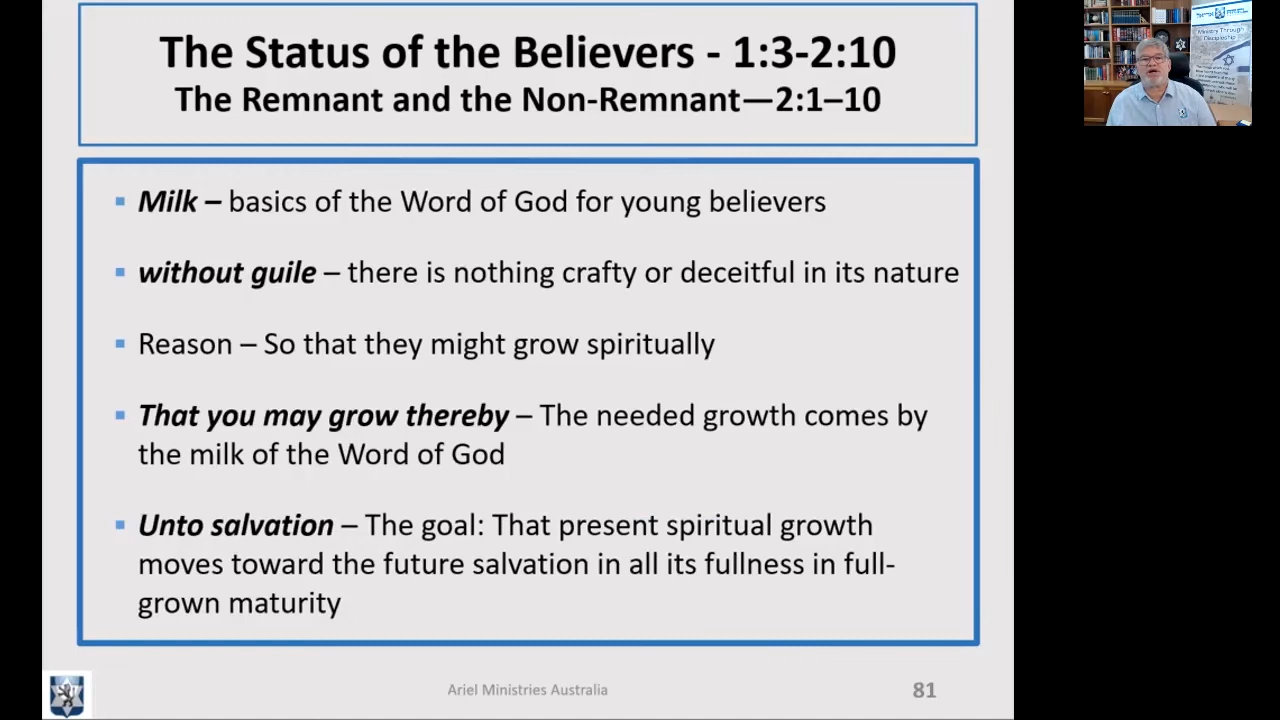 The Status of the Believers - 1:3-2:10
The Remnant and the Non-Remnant—2:1–10
▪ Milk – basics of the Word of God for young believers
▪ without guile – there is nothing crafty or deceitful in its nature
▪ Reason – So that they might grow spiritually
▪ That you may grow thereby – The needed growth comes by
the milk of the Word of God
▪ Unto salvation – The goal: That present spiritual growth
moves toward the future salvation in all its fullness in full-
grown maturity
Ariel Ministries Australia
81
Ministry Through
Discipleship